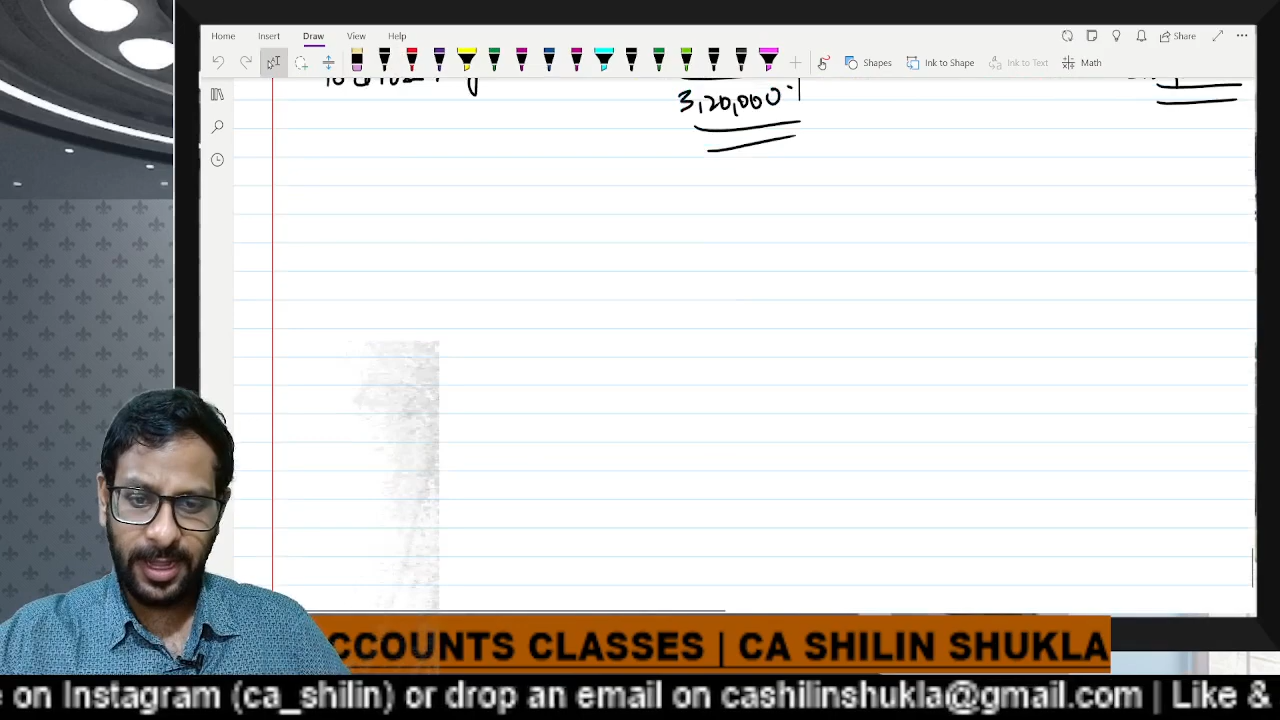 Home Insert Draw View Help
Share
Shapes Ink to Shape Ink to Text Math
3,20,000
CCOUNTS CLASSES | CA SHILIN SHUKLA
e on Instagram (ca_shilin) or drop an email on cashilinshukla@gmail.com | Like &